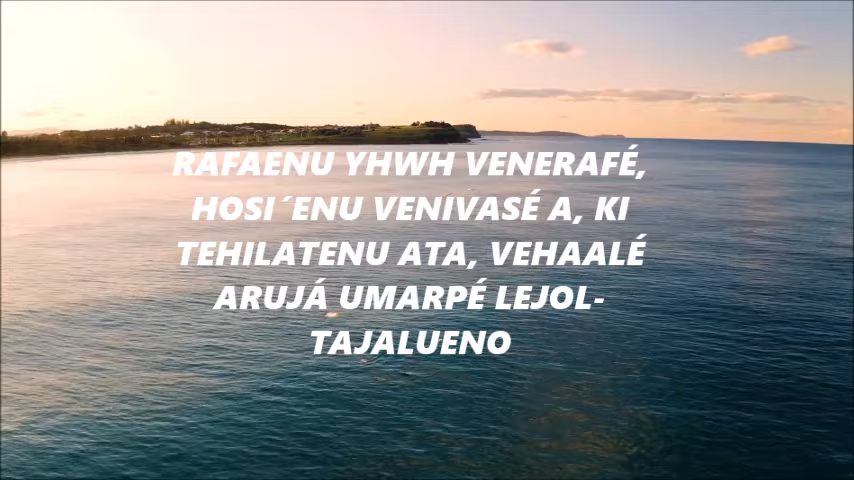 RAFAENU YHWH VENERAFÉ,
HOSI´ENU VENIVASÉ A, KI
TEHILATENU ATA, VEHAALÉ
ARUJÁ UMARPÉ LEJOL-
TAJALUENO